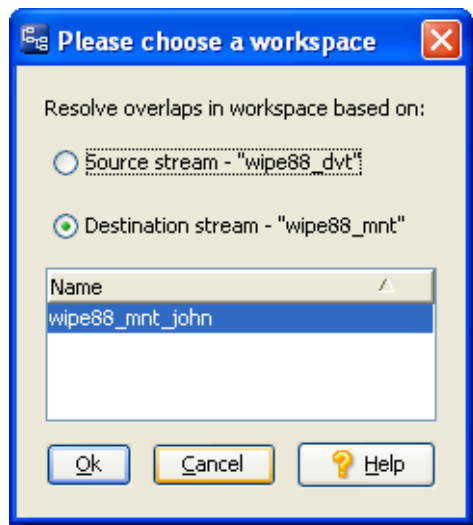 Please choose a workspace
Resolve overlaps in workspace based on:
Source stream - "wipe88_dvt"
Destination stream - "wipe88_mnt"
Name
wipe88_mnt_john
Ok Cancel Help